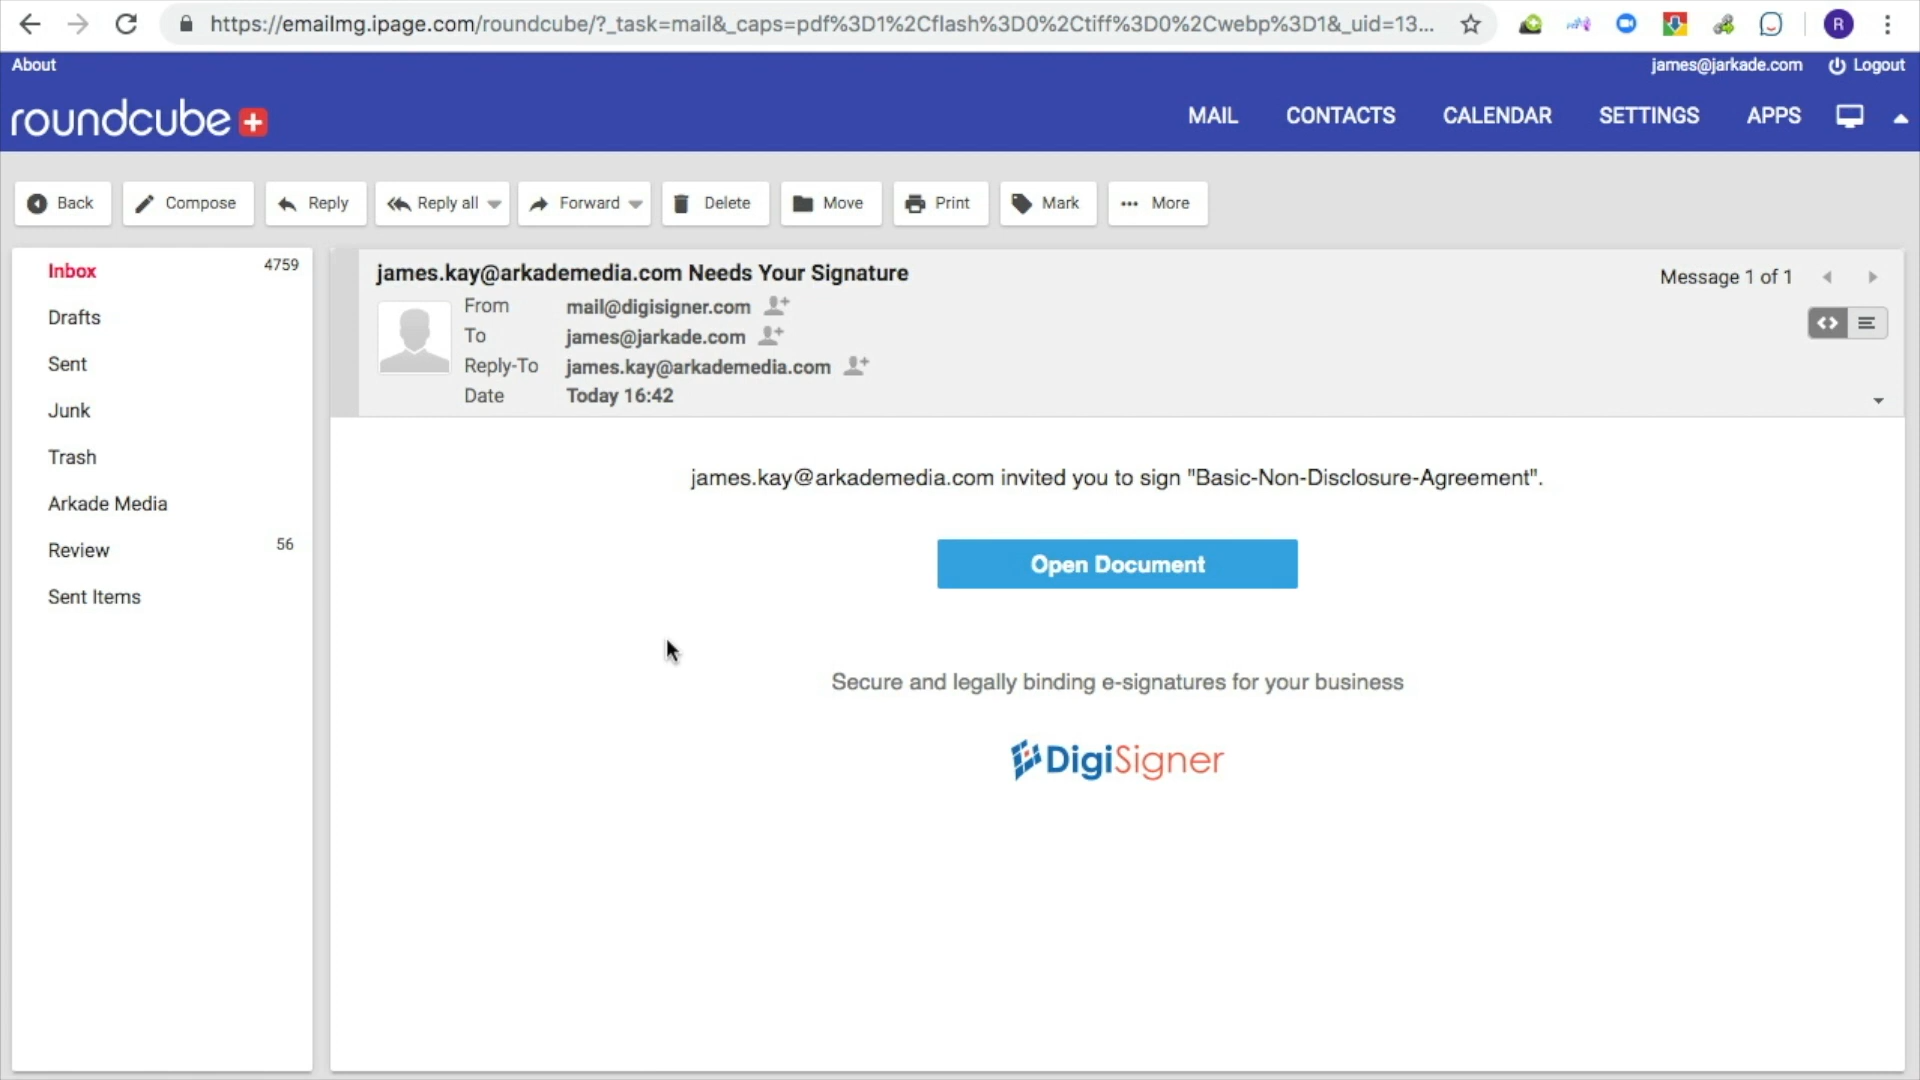 https://emailmg.ipage.com/roundcube/?_task=mail&_caps=pdf%3D1%2Cflash%3D0%2Ctiff%3D0%2Cwebp%3D1&_uid=13...
R
About
james@jarkade.com
Logout
roundcube+
MAIL
CONTACTS
CALENDAR
SETTINGS
APPS
Back
Compose
Reply
Reply all
Forward
Delete
Move
Print
Mark
More
Inbox 4759
Drafts
Sent
Junk
Trash
Arkade Media
Review 56
Sent Items
james.kay@arkademedia.com Needs Your Signature
Message 1 of 1
From mail@digisigner.com
To james@jarkade.com
Reply-To james.kay@arkademedia.com
Date Today 16:42
james.kay@arkademedia.com invited you to sign "Basic-Non-Disclosure-Agreement".
Open Document
Secure and legally binding e-signatures for your business
DigiSigner